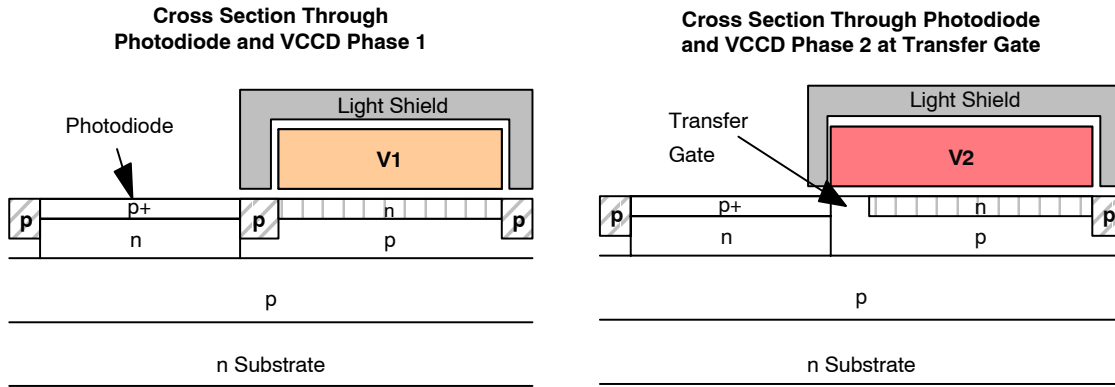 Cross Section Through
Photodiode and VCCD Phase 1
Light Shield
Photodiode
V1
p
p+
p
n
p
n
p
p
n Substrate
Cross Section Through Photodiode
and VCCD Phase 2 at Transfer Gate
Light Shield
Transfer
Gate
V2
p
p+
n
p
n
p
p
n Substrate